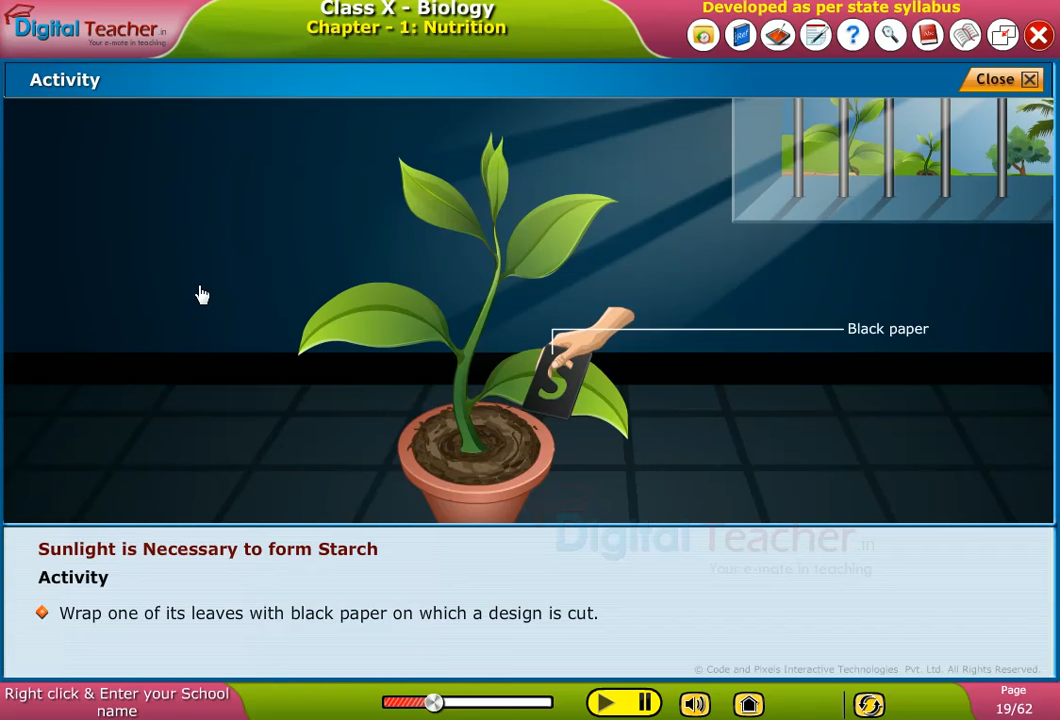 Digital Teacher.in
Your e-mate in teaching
Class X - Biology
Chapter - 1: Nutrition
Developed as per state syllabus
Ref
?
Abc
Activity
Close
S
Black paper
Digital Teacher.in
Your e-mate in teaching
Sunlight is Necessary to form Starch
Activity
Wrap one of its leaves with black paper on which a design is cut.
© Code and Pixels Interactive Technologies Pvt. Ltd. All Rights Reserved.
Right click & Enter your School
name
Page
19/62